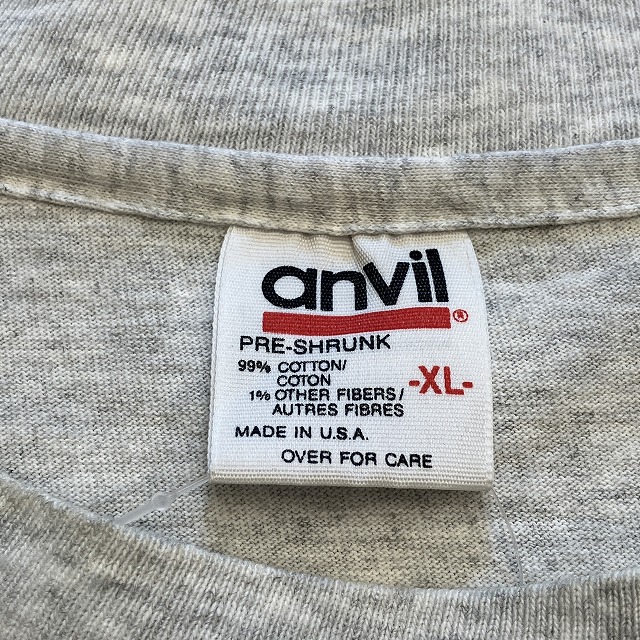 anvil®
PRE-SHRUNK
99% COTTON/
COTON
-XL-
1% OTHER FIBERS/
AUTRES FIBRES
MADE IN U.S.A.
OVER FOR CARE